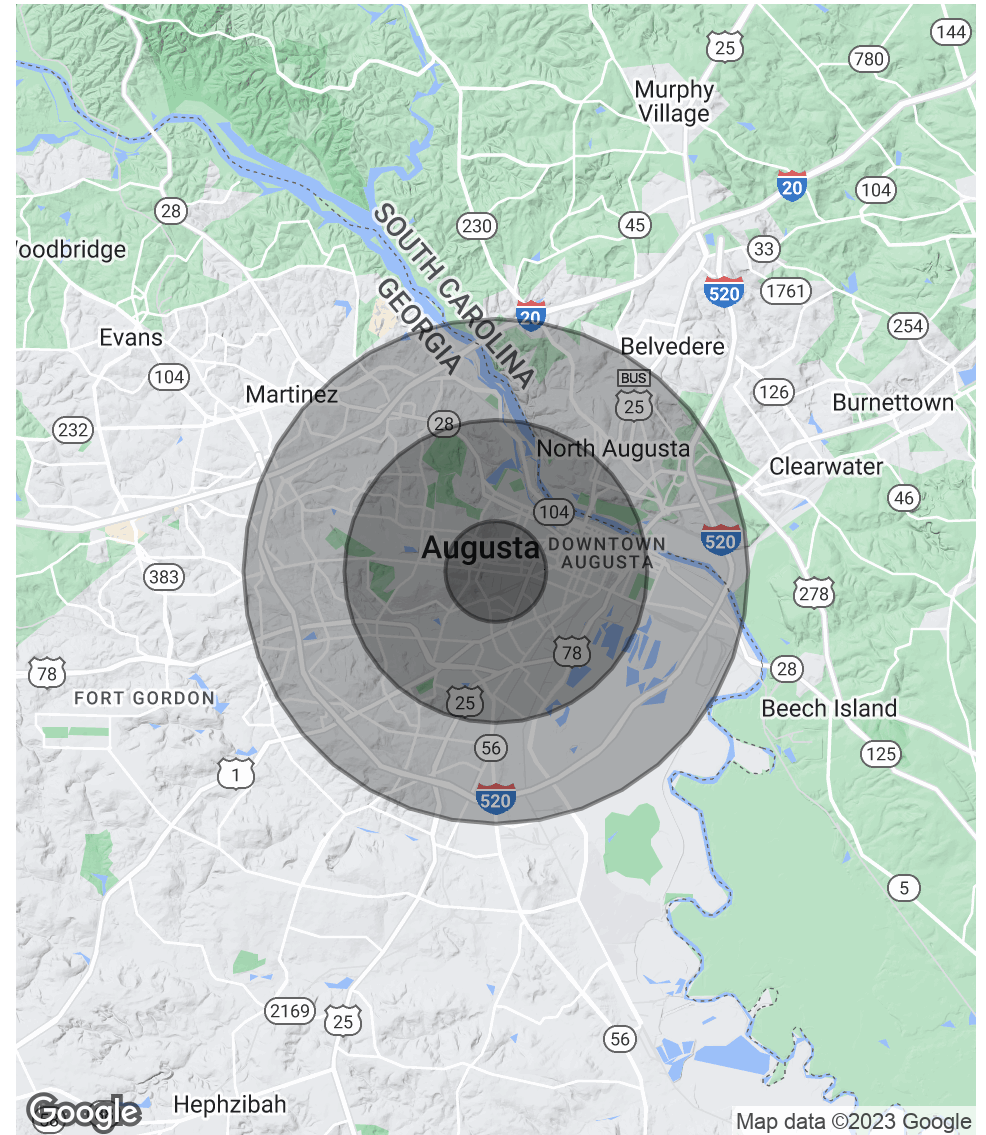 144
25
780
Murphy
Village
20
104
28
230
45
33
oodbridge
SOUTH CAROLINA
GEORGIA
520
1761
20
254
Evans
Belvedere
104
BUS
25
126
Martinez
Burnettown
28
232
North Augusta
Clearwater
46
104
520
Augusta
DOWNTOWN
AUGUSTA
383
278
78
78
28
FORT GORDON
25
Beech Island
56
125
1
520
5
2169
25
56
Hephzibah
Google
Map data ©2023 Google